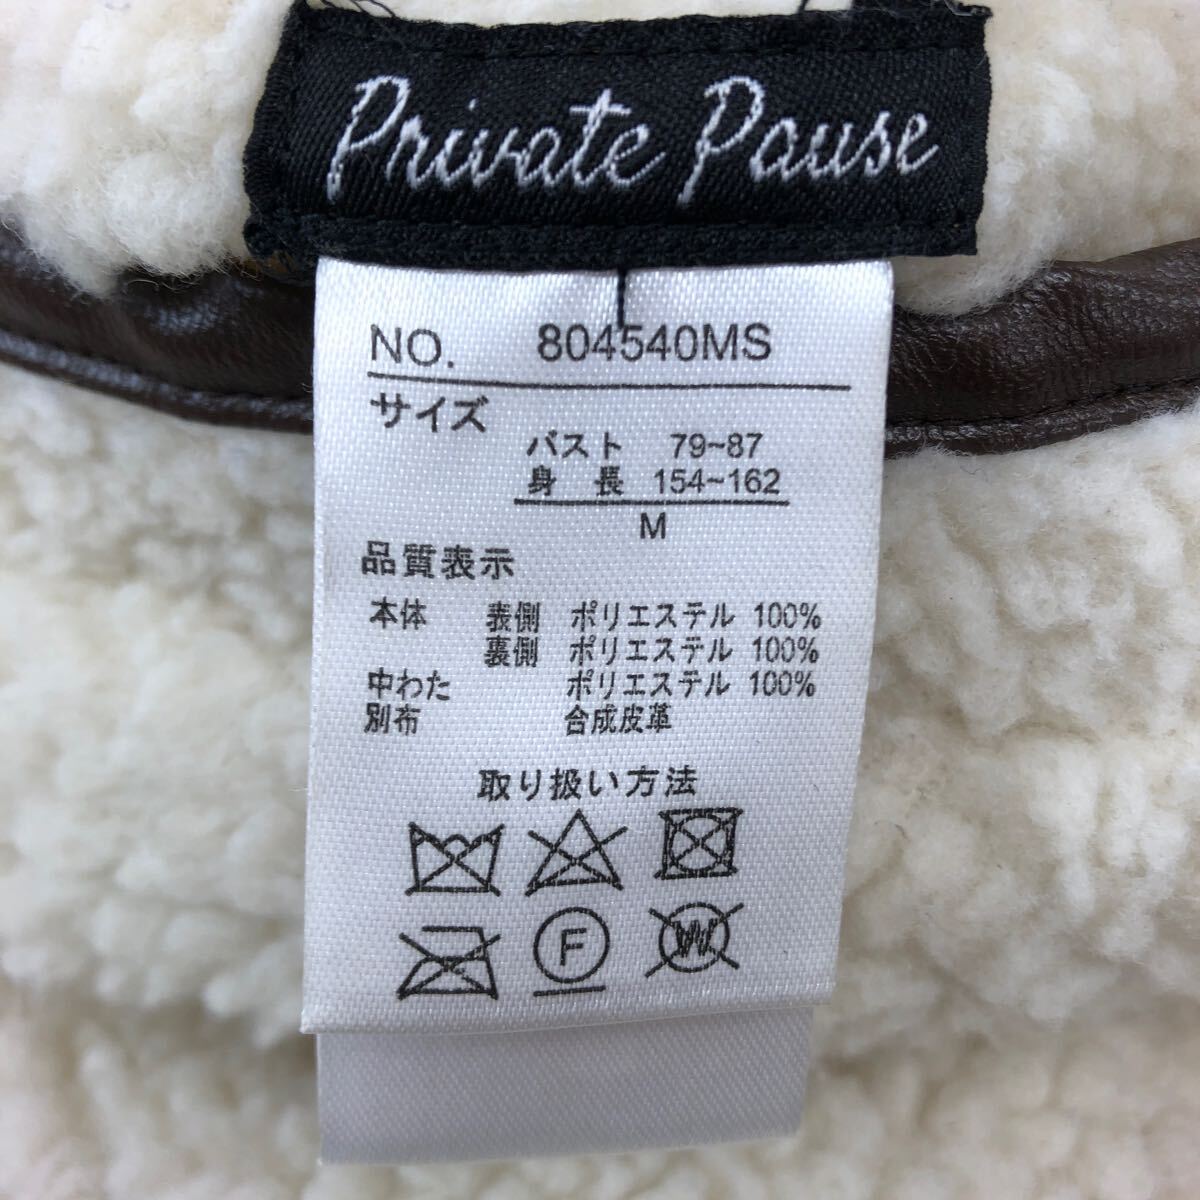 Private Pause
NO. 804540MS
サイズ
バスト 79~87
身長 154~162
M
品質表示
本体 表側 ポリエステル 100%
裏側 ポリエステル 100%
中わた ポリエステル 100%
別布 合成皮革
取り扱い方法
F W